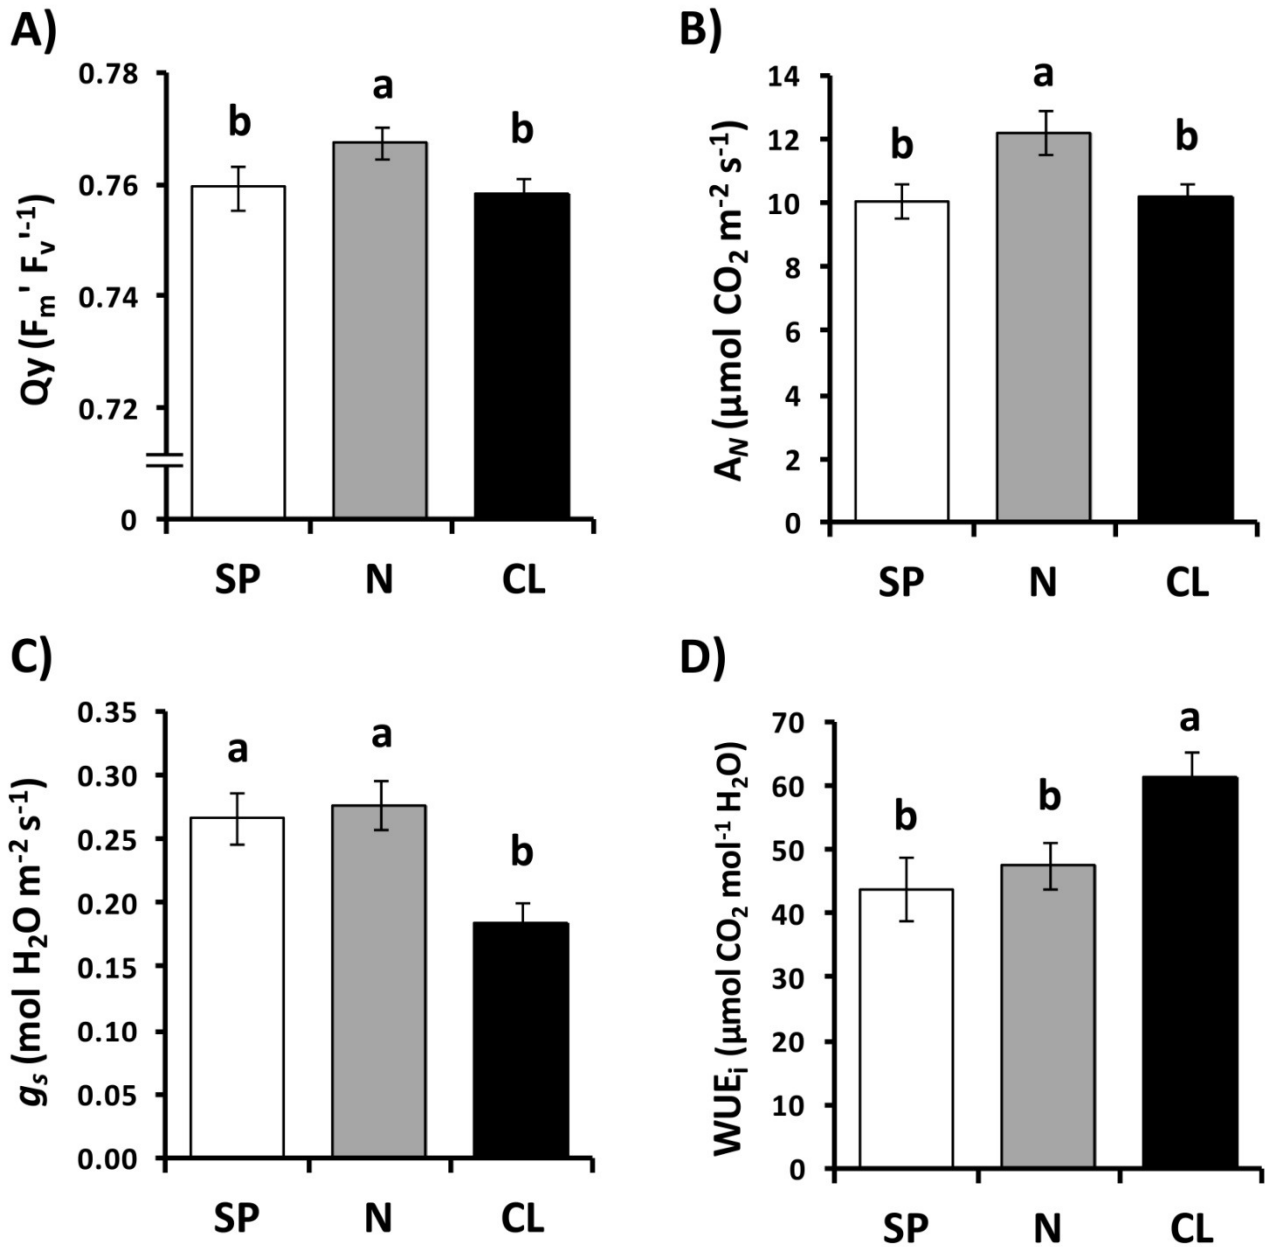 A)
Qy (Fm' Fv'-1)
0.78
0.76
0.74
0.72
0
b
a
b
SP N CL
B)
AN (µmol CO2 m-2 s-1)
14
12
10
8
6
4
2
0
b
a
b
SP N CL
C)
gs (mol H2O m-2 s-1)
0.35
0.30
0.25
0.20
0.15
0.10
0.05
0.00
a
a
b
SP N CL
D)
WUEi (µmol CO2 mol-1 H2O)
70
60
50
40
30
20
10
0
b
b
a
SP N CL